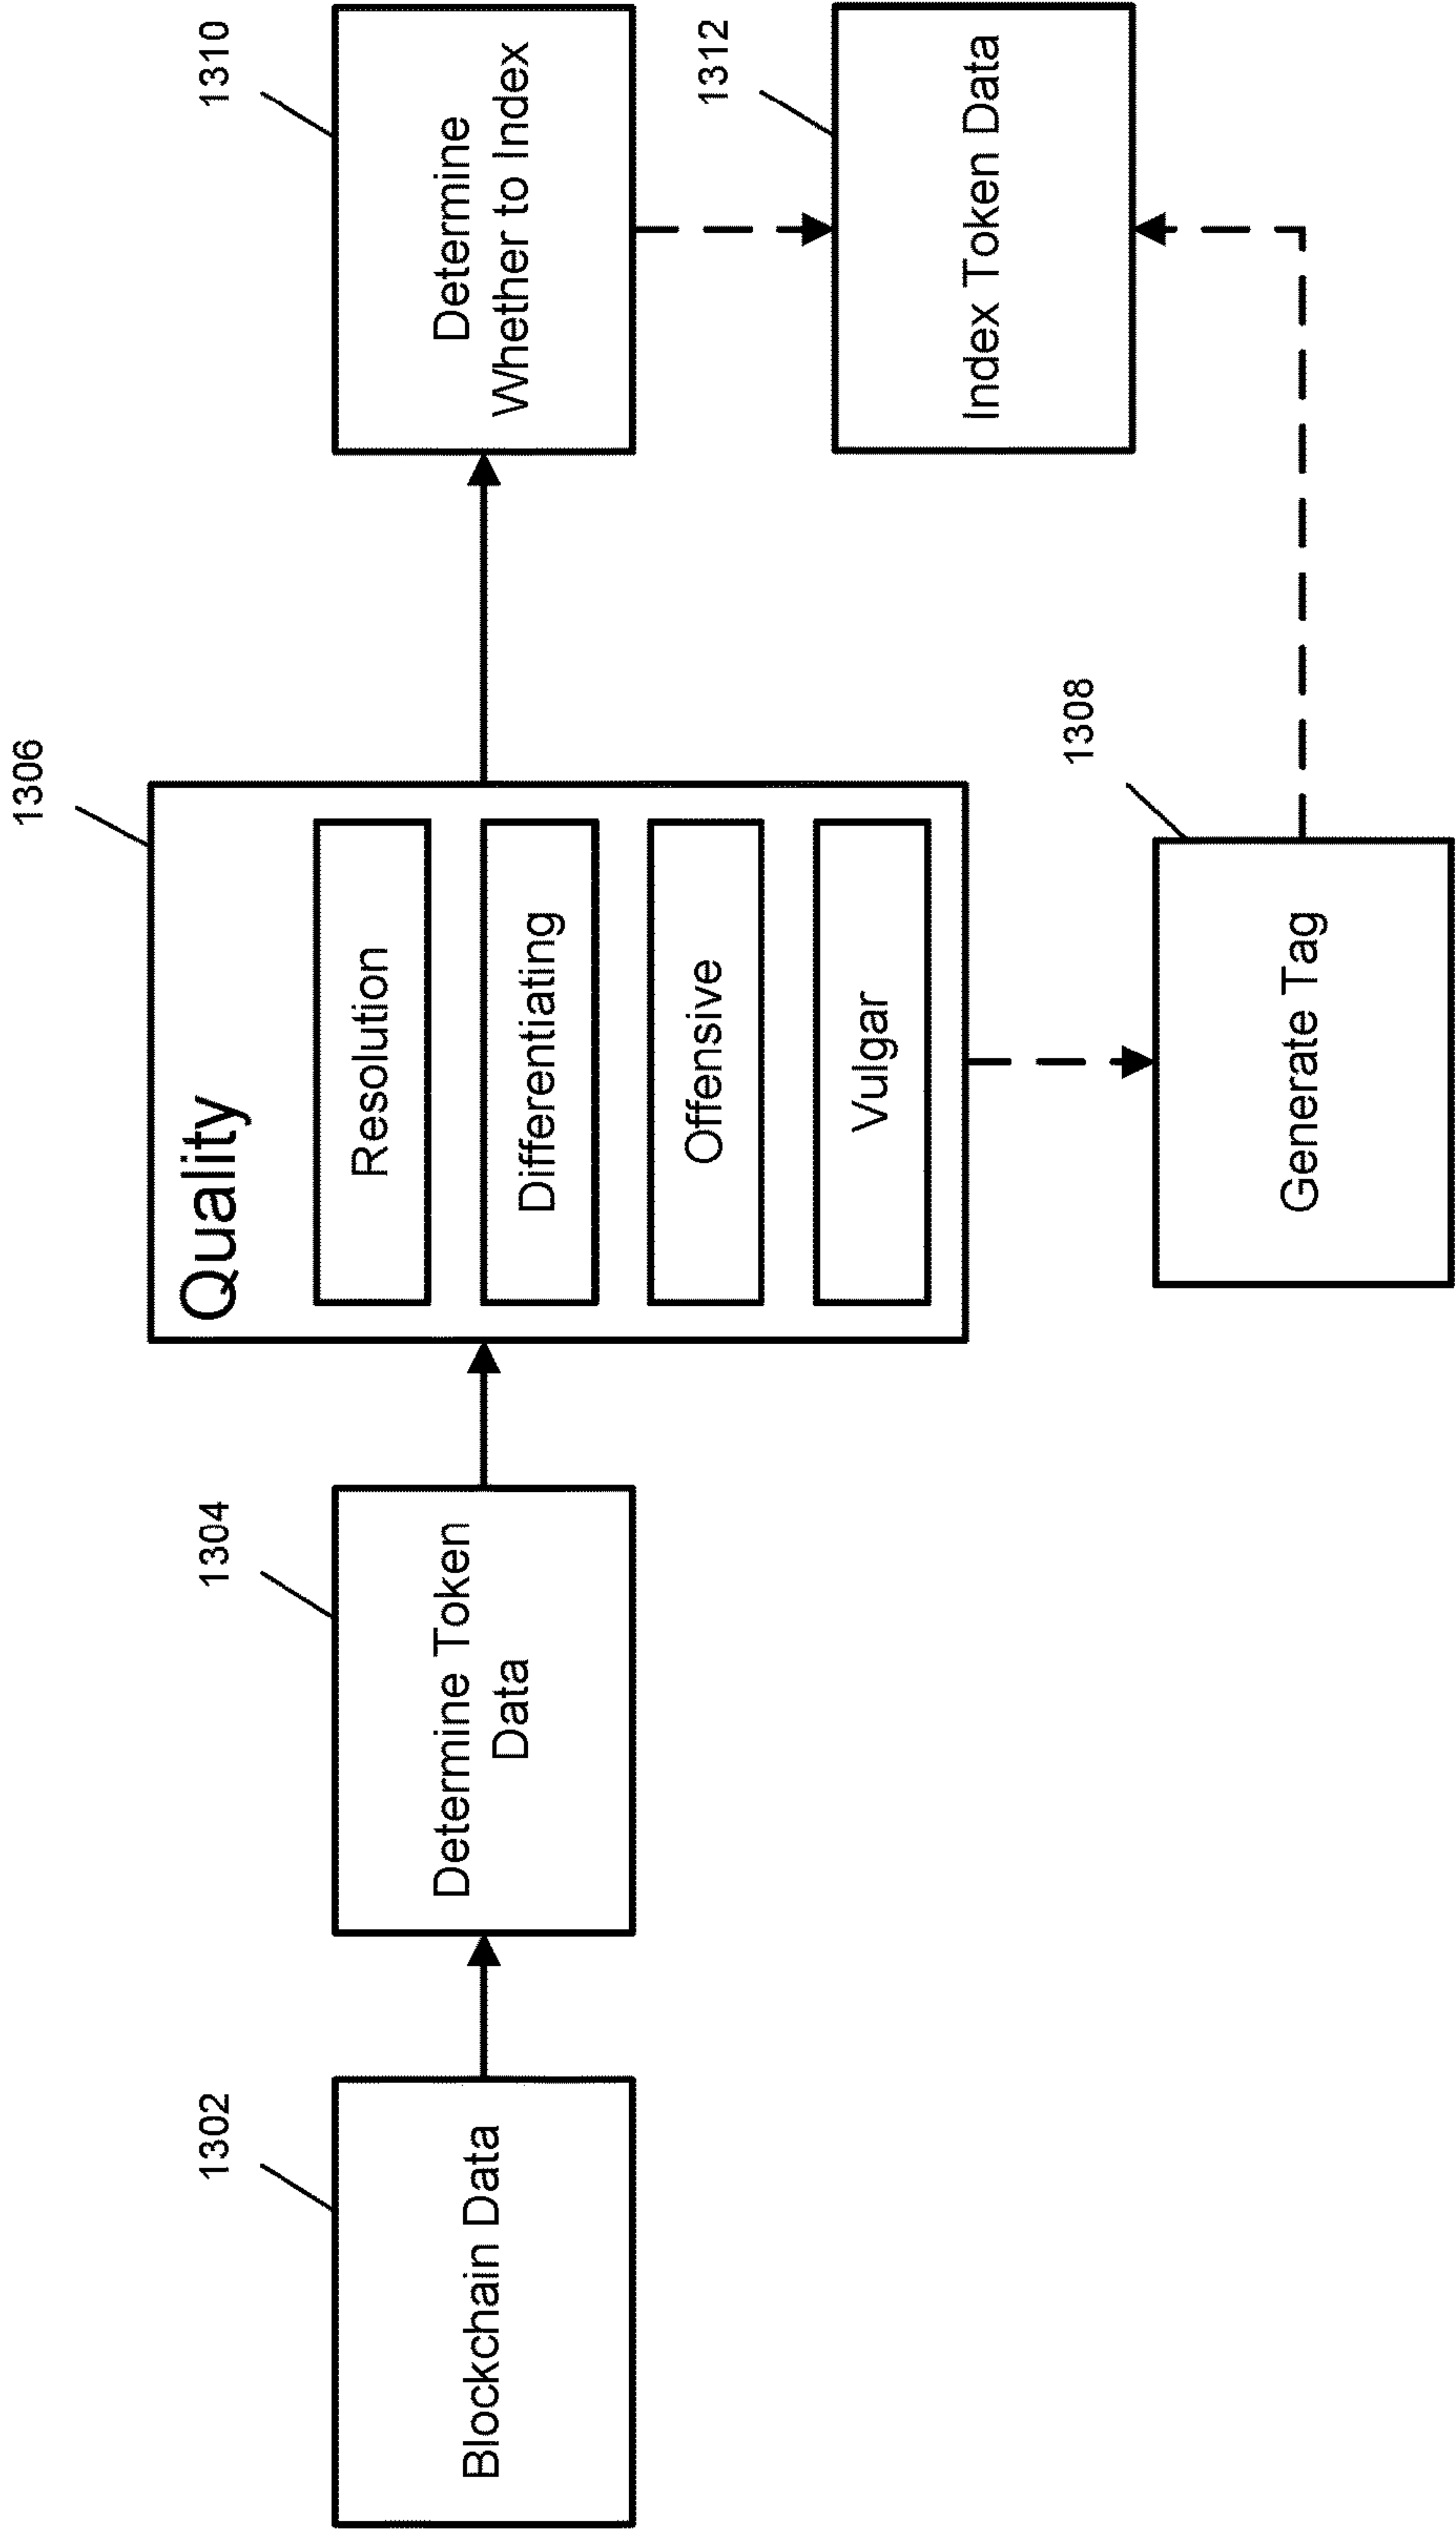 1302
Blockchain Data
1304
Determine Token
Data
1306
Quality
Resolution
Differentiating
Offensive
Vulgar
1308
Generate Tag
1310
Determine
Whether to Index
1312
Index Token Data